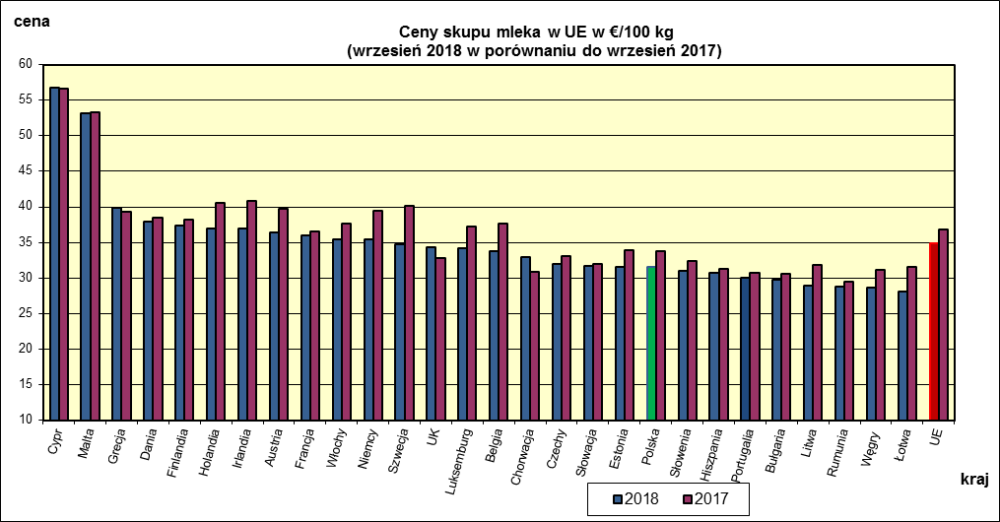 cena
Ceny skupu mleka w UE w €/100 kg
(wrzesień 2018 w porównaniu do wrzesień 2017)
60
55
50
45
40
35
30
25
20
15
10
Cypr
Malta
Grecja
Dania
Finlandia
Holandia
Irlandia
Austria
Francja
Włochy
Niemcy
Szwecja
UK
Luksemburg
Belgia
Chorwacja
Czechy
Słowacja
Estonia
Polska
Słowenia
Hiszpania
Portugalia
Bułgaria
Litwa
Rumunia
Węgry
Łotwa
UE
kraj
2018
2017